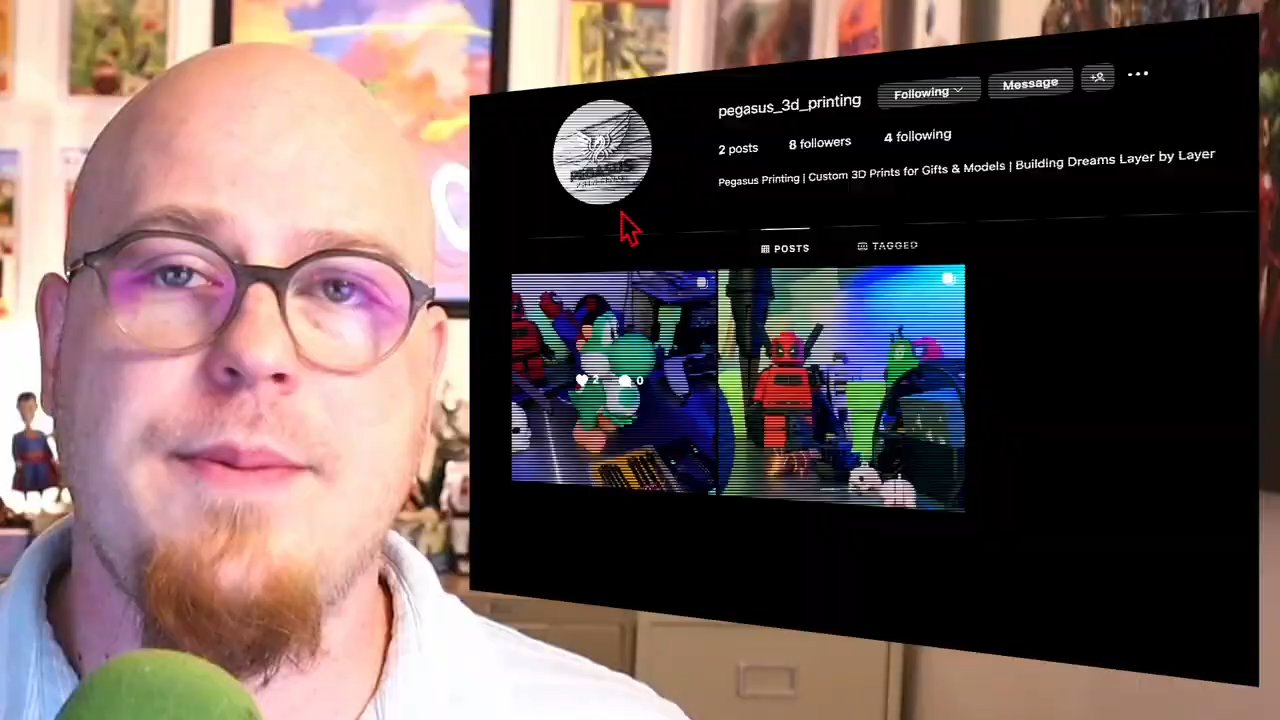 pegasus_3d_printing
Following
Message
2 posts
8 followers
4 following
Pegasus Printing | Custom 3D Prints for Gifts & Models | Building Dreams Layer by Layer
POSTS
TAGGED
2
0